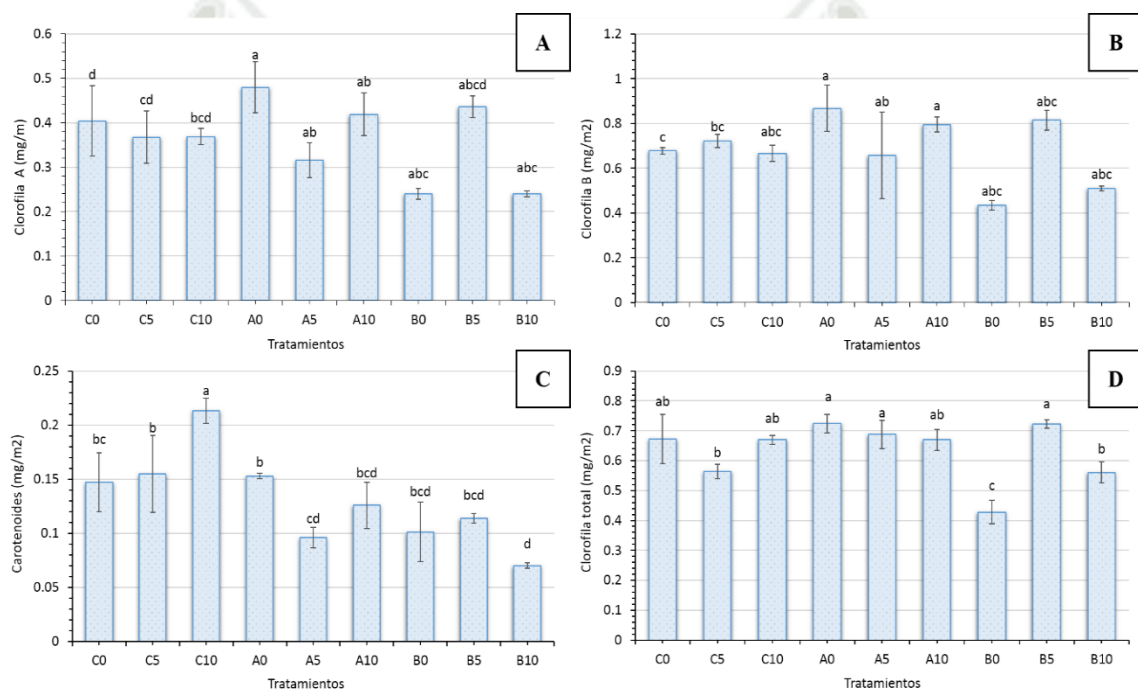 A
Clorofila A (mg/m)
0.6
0.5
0.4
0.3
0.2
0.1
0
d cd bcd a ab ab abc abcd abc
C0 C5 C10 A0 A5 A10 B0 B5 B10
Tratamientos
B
Clorofila B (mg/m2)
1.2
1
0.8
0.6
0.4
0.2
0
c bc abc a ab a abc abc abc
C0 C5 C10 A0 A5 A10 B0 B5 B10
Tratamientos
C
Carotenoides (mg/m2)
0.25
0.2
0.15
0.1
0.05
0
bc b a b cd bcd bcd bcd d
C0 C5 C10 A0 A5 A10 B0 B5 B10
Tratamientos
D
Clorofila total (mg/m2)
0.9
0.8
0.7
0.6
0.5
0.4
0.3
0.2
0.1
0
ab b ab a a ab c a b
C0 C5 C10 A0 A5 A10 B0 B5 B10
Tratamientos